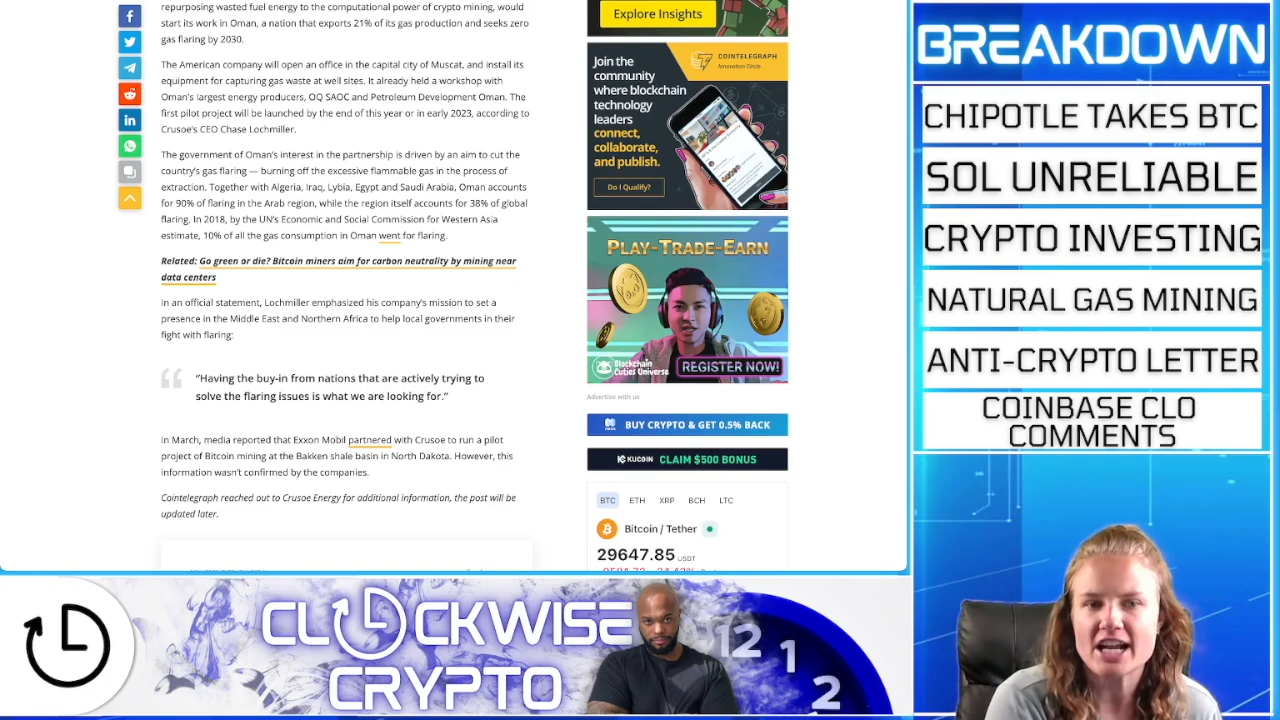 repurposing wasted fuel energy to the computational power of crypto mining, would
start its work in Oman, a nation that exports 21% of its gas production and seeks zero
gas flaring by 2030.
The American company will open an office in the capital city of Muscat, and install its
equipment for capturing gas waste at well sites. It already held a workshop with
Oman's largest energy producers, OQ SAOC and Petroleum Development Oman. The
first pilot project will be launched by the end of this year or in early 2023, according to
Crusoe's CEO Chase Lochmiller.
The government of Oman's interest in the partnership is driven by an aim to cut the
country's gas flaring — burning off the excessive flammable gas in the process of
extraction. Together with Algeria, Iraq, Lybia, Egypt and Saudi Arabia, Oman accounts
for 90% of flaring in the Arab region, while the region itself accounts for 38% of global
flaring. In 2018, by the UN's Economic and Social Commission for Western Asia
estimate, 10% of all the gas consumption in Oman went for flaring.
Related: Go green or die? Bitcoin miners aim for carbon neutrality by mining near
data centers
In an official statement, Lochmiller emphasized his company's mission to set a
presence in the Middle East and Northern Africa to help local governments in their
fight with flaring:
"Having the buy-in from nations that are actively trying to
solve the flaring issues is what we are looking for."
In March, media reported that Exxon Mobil partnered with Crusoe to run a pilot
project of Bitcoin mining at the Bakken shale basin in North Dakota. However, this
information wasn't confirmed by the companies.
Cointelegraph reached out to Crusoe Energy for additional information, the post will be
updated later.
Explore Insights
COINTELEGRAPH
Innovation Circle
Join the
community
where blockchain
technology
leaders
connect,
collaborate,
and publish.
Do I Qualify?
PLAY-TRADE-EARN
Blockchain
Cuties Universe
REGISTER NOW!
Advertise with us
BUY CRYPTO & GET 0.5% BACK
KUCOIN CLAIM $500 BONUS
BTC ETH XRP BCH LTC
Bitcoin / Tether
29647.85 USDT
BREAKDOWN
CHIPOTLE TAKES BTC
SOL UNRELIABLE
CRYPTO INVESTING
NATURAL GAS MINING
ANTI-CRYPTO LETTER
COINBASE CLO
COMMENTS
CLOCKWISE
CRYPTO
12
1
2